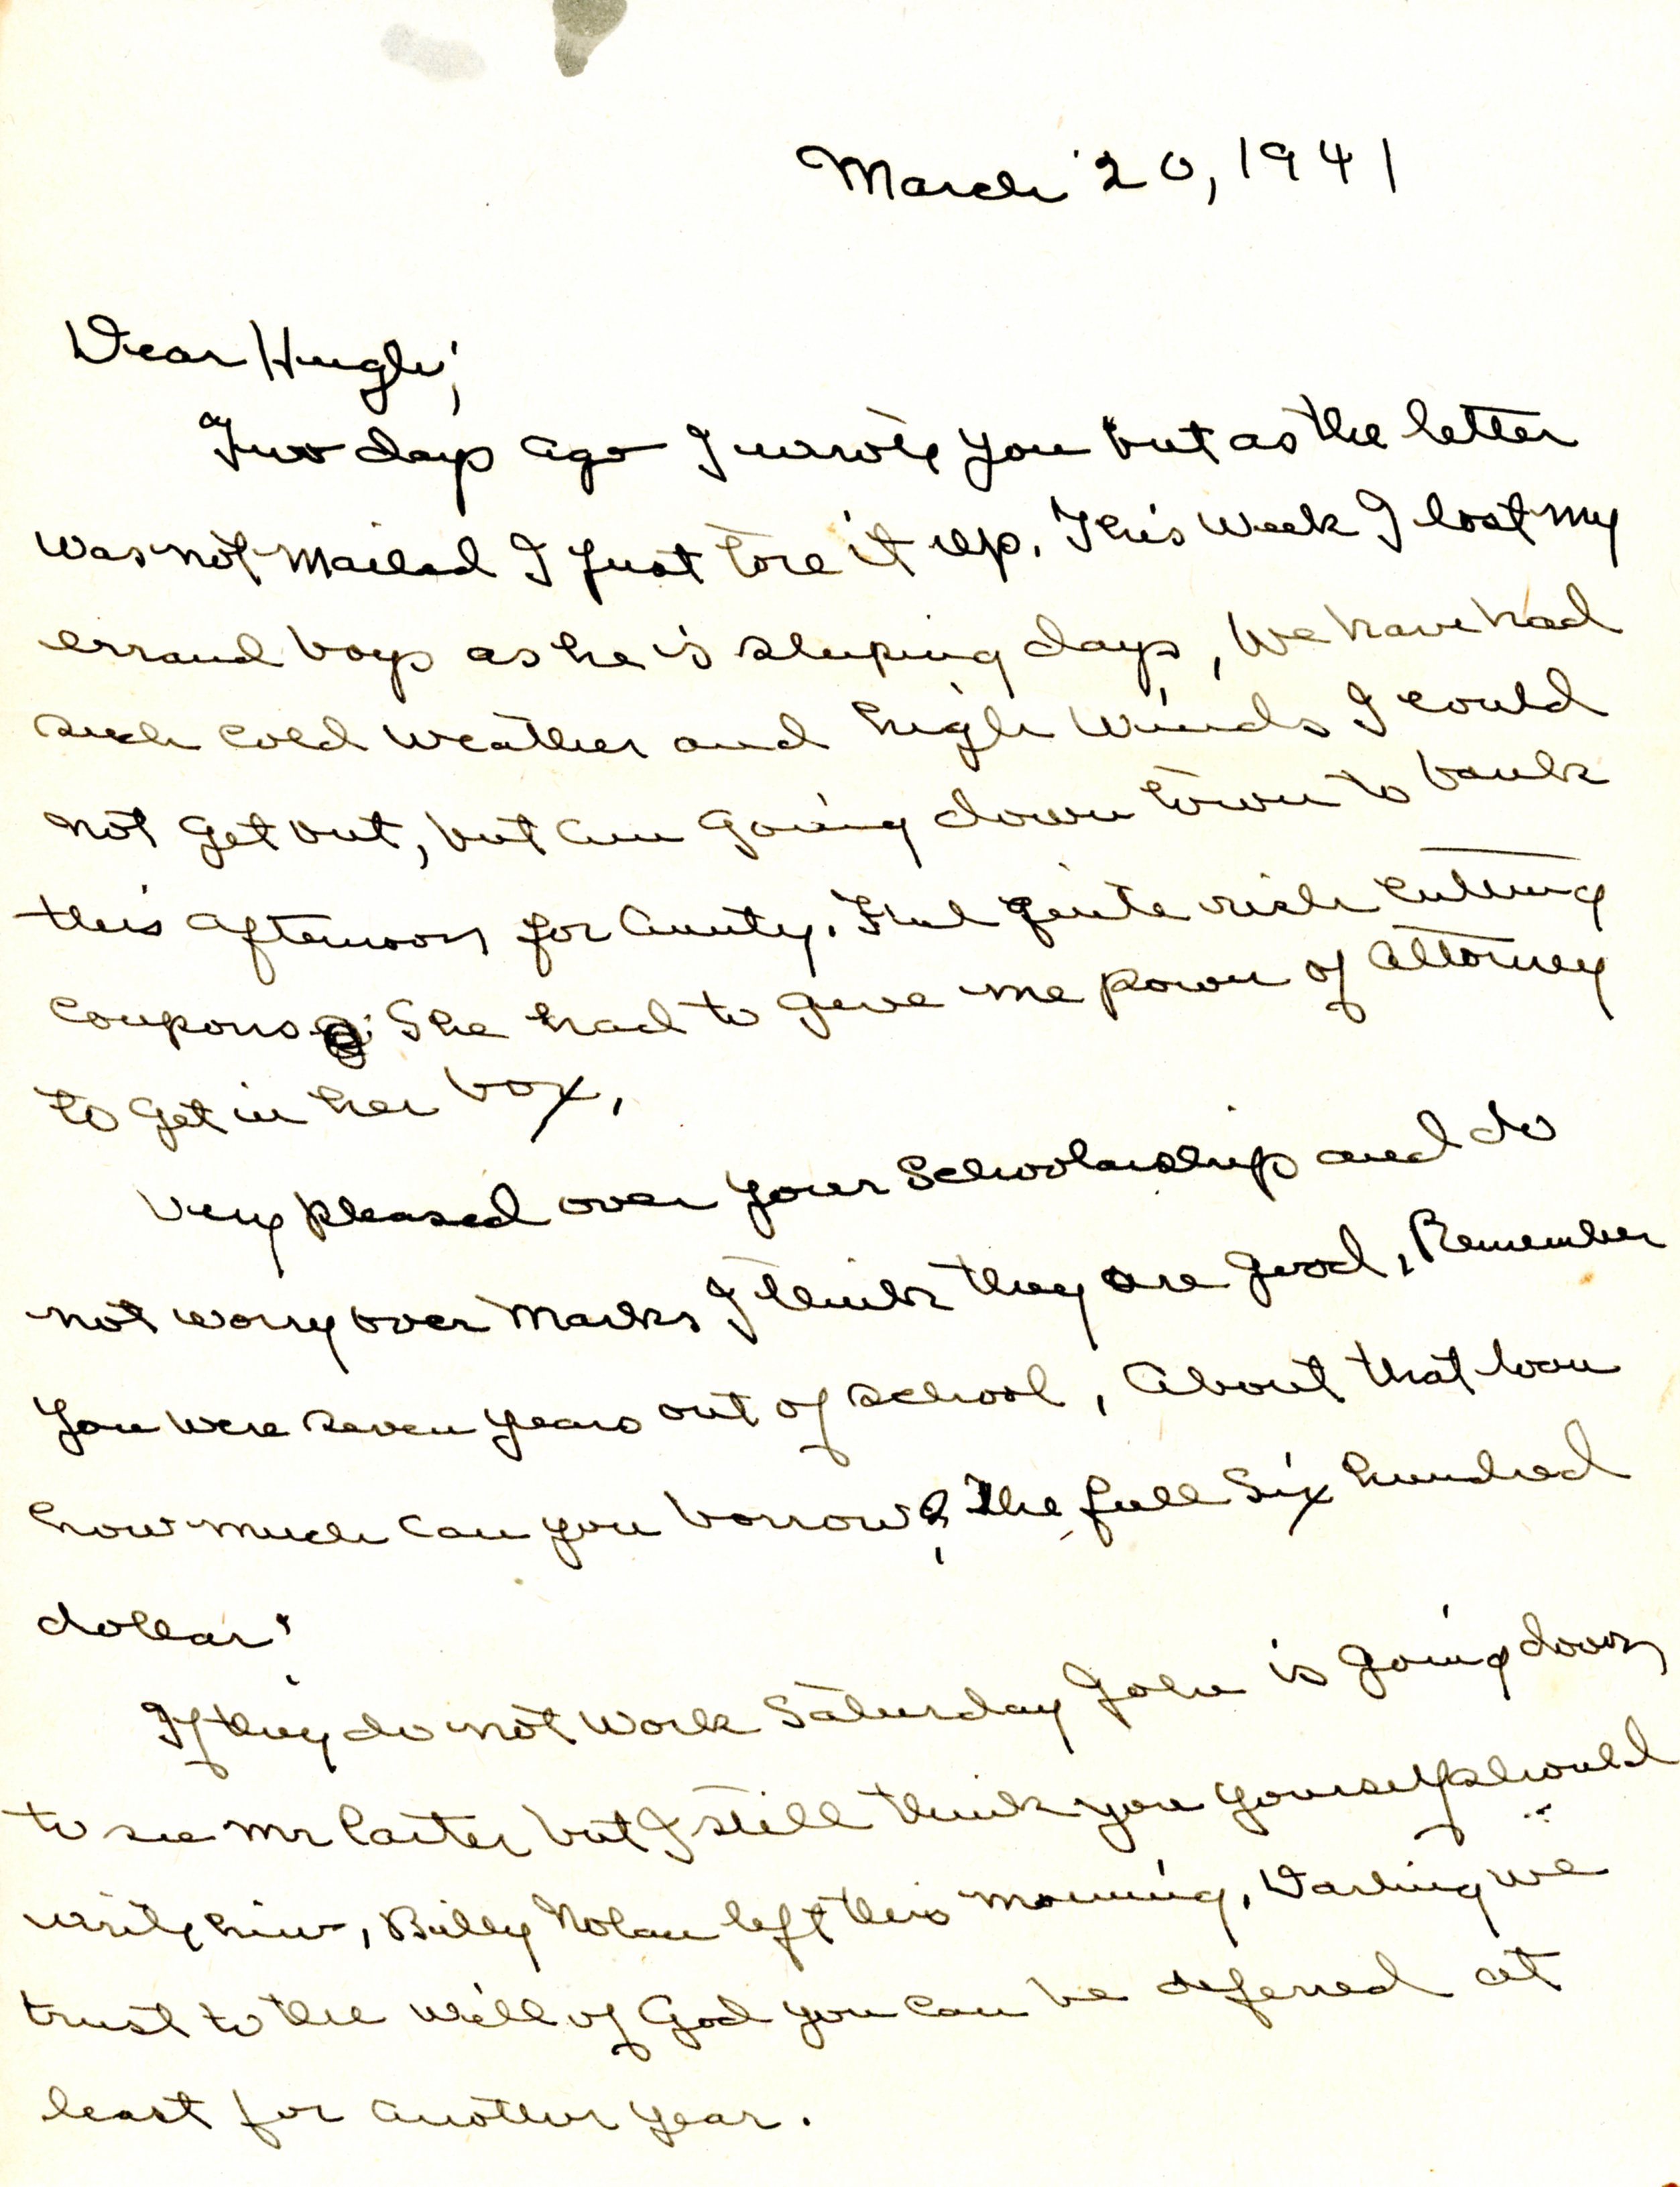 March 20, 1941
Dear Hugh;
Two days ago I wrote you but as the letter
was not mailed I just tore it up. This week I lost my
errand boys as he is sleeping days, We have had
such cold weather and high winds I could
not get out, but am going down town to bank
this afternoon for Aunty. Feel quite rich cutting
coupons. She had to give me power of attorney
to get in her box.
Very pleased over your Schoolarship and do
not worry over marks I think they are good. Remember
you were seven years out of school. About that loan
how much can you borrow? The full six hundred
dollar?
If they do not work Saturday John is going down
to see Mr Carter but I still think you yourself should
write him, Billy Nolan left this morning. Darling we
trust to the will of God you can be deferred at
least for another year.